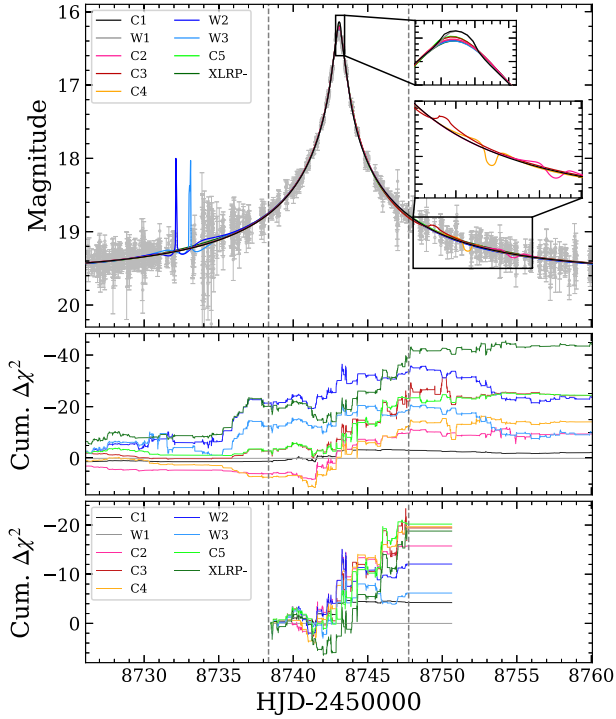 C1
W1
C2
C3
C4
W2
W3
C5
XLRP-
16
17
18
19
20
Magnitude
−40
−20
0
Cum. Δχ²
C1
W1
C2
C3
C4
W2
W3
C5
XLRP-
−20
−10
0
Cum. Δχ²
8730 8735 8740 8745 8750 8755 8760
HJD-2450000